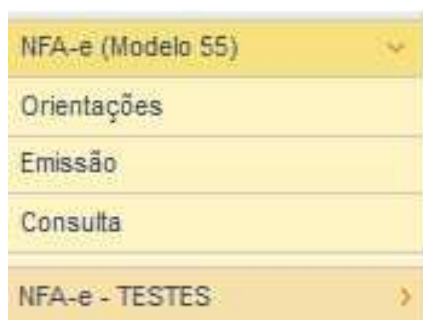 NFA-e (Modelo 55)
Orientações
Emissão
Consulta
NFA-e - TESTES